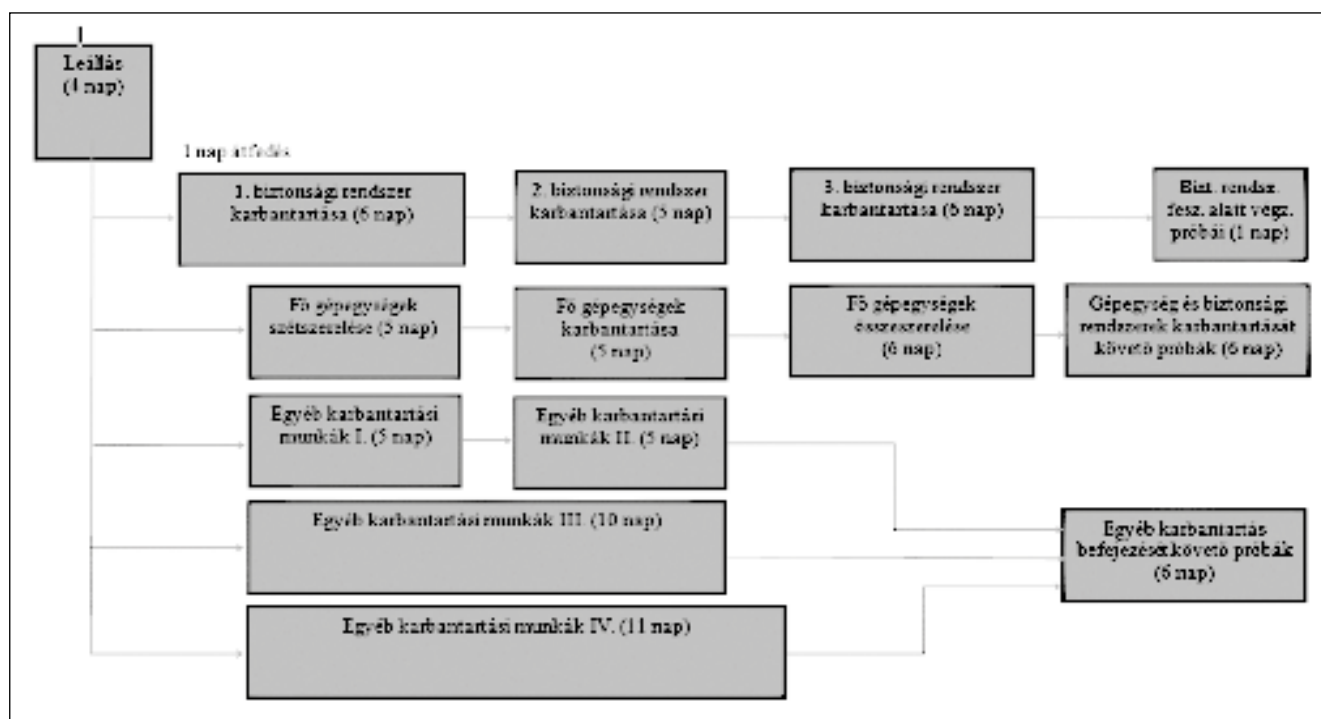 Leállás
(4 nap)
1 nap átfedés
1. biztonsági rendszer
karbantartása (6 nap)
2. biztonsági rendszer
karbantartása (5 nap)
3. biztonsági rendszer
karbantartása (6 nap)
Bizt. rendsz.
fesz. alatt végz.
próbái (1 nap)
Fő gépegységek
szétszerelése (5 nap)
Fő gépegységek
karbantartása
(5 nap)
Fő gépegységek
összeszerelése
(6 nap)
Gépegység és biztonsági
rendszerek karbantartását
követő próbák (6 nap)
Egyéb karbantartási
munkák I. (5 nap)
Egyéb karbantartási
munkák II. (5 nap)
Egyéb karbantartási munkák III. (10 nap)
Egyéb karbantartás
befejezését követő próbák
(6 nap)
Egyéb karbantartási munkák IV. (11 nap)